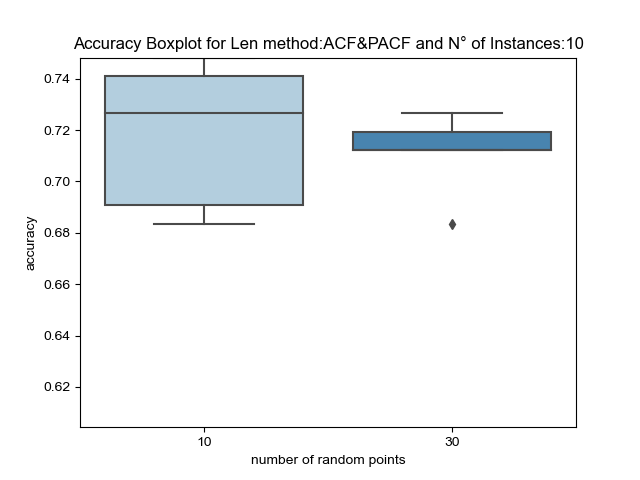 Accuracy Boxplot for Len method:ACF&PACF and N° of Instances:10
0.74
0.72
0.70
0.68
0.66
0.64
0.62
accuracy
10 30
number of random points